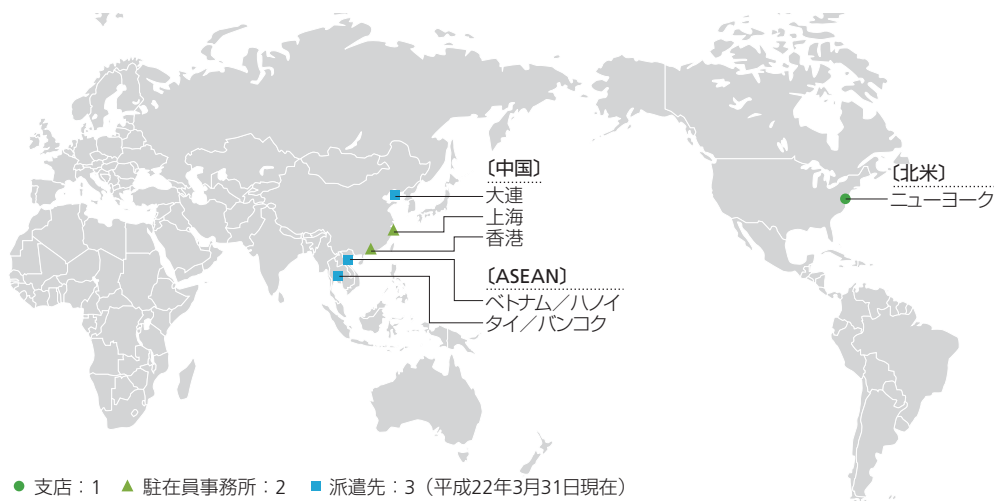 〔中国〕
大連
上海
香港
〔ASEAN〕
ベトナム／ハノイ
タイ／バンコク
〔北米〕
ニューヨーク
● 支店：1 ▲ 駐在員事務所：2 ■ 派遣先：3（平成22年3月31日現在）